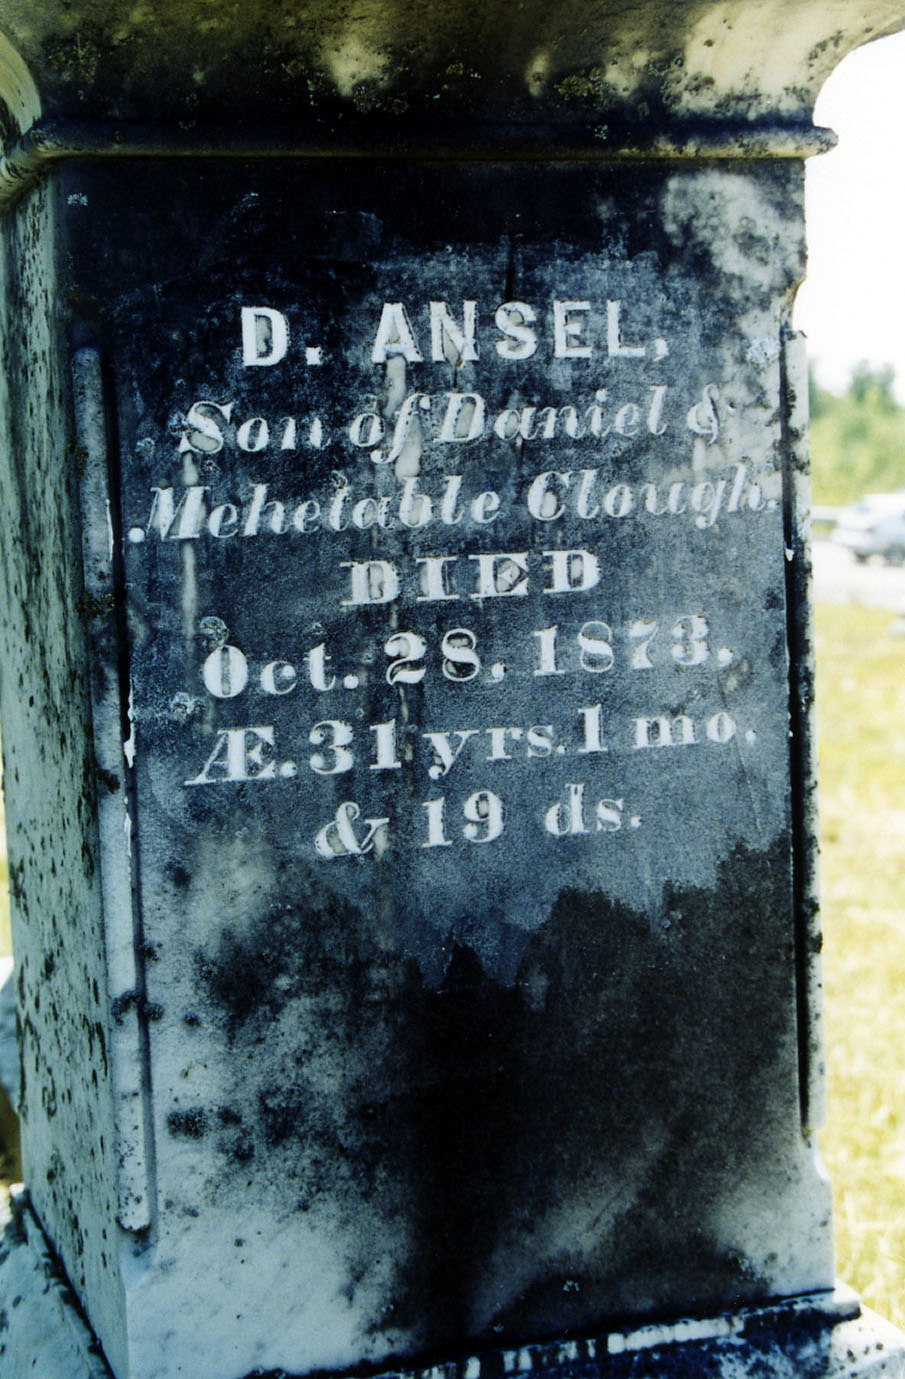 D. ANSEL,
Son of Daniel &
Mehetable Clough.
DIED
Oct. 28, 1873,
Æ. 31 yrs. 1 mo.
& 19 ds.